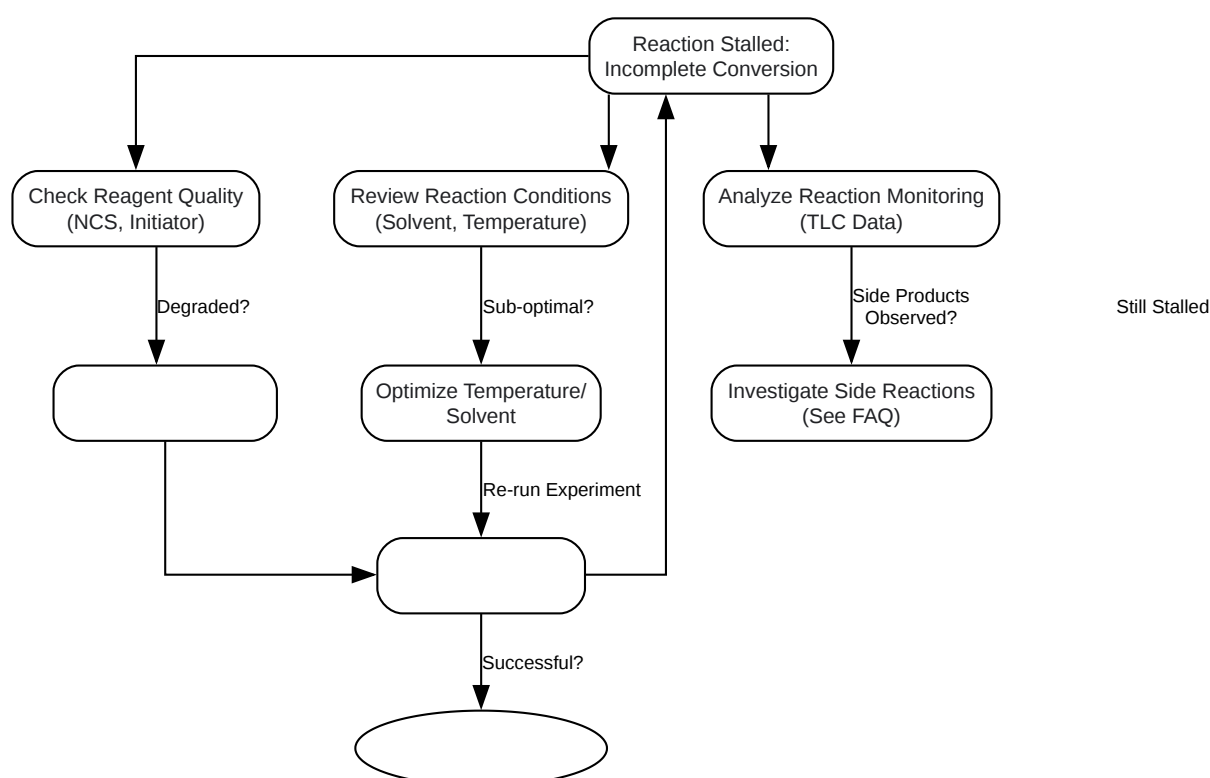 Reaction Stalled:
Incomplete Conversion
Check Reagent Quality
(NCS, Initiator)
Review Reaction Conditions
(Solvent, Temperature)
Analyze Reaction Monitoring
(TLC Data)
Degraded?
Sub-optimal?
Side Products
Observed?
Still Stalled
Optimize Temperature/
Solvent
Investigate Side Reactions
(See FAQ)
Re-run Experiment
Successful?